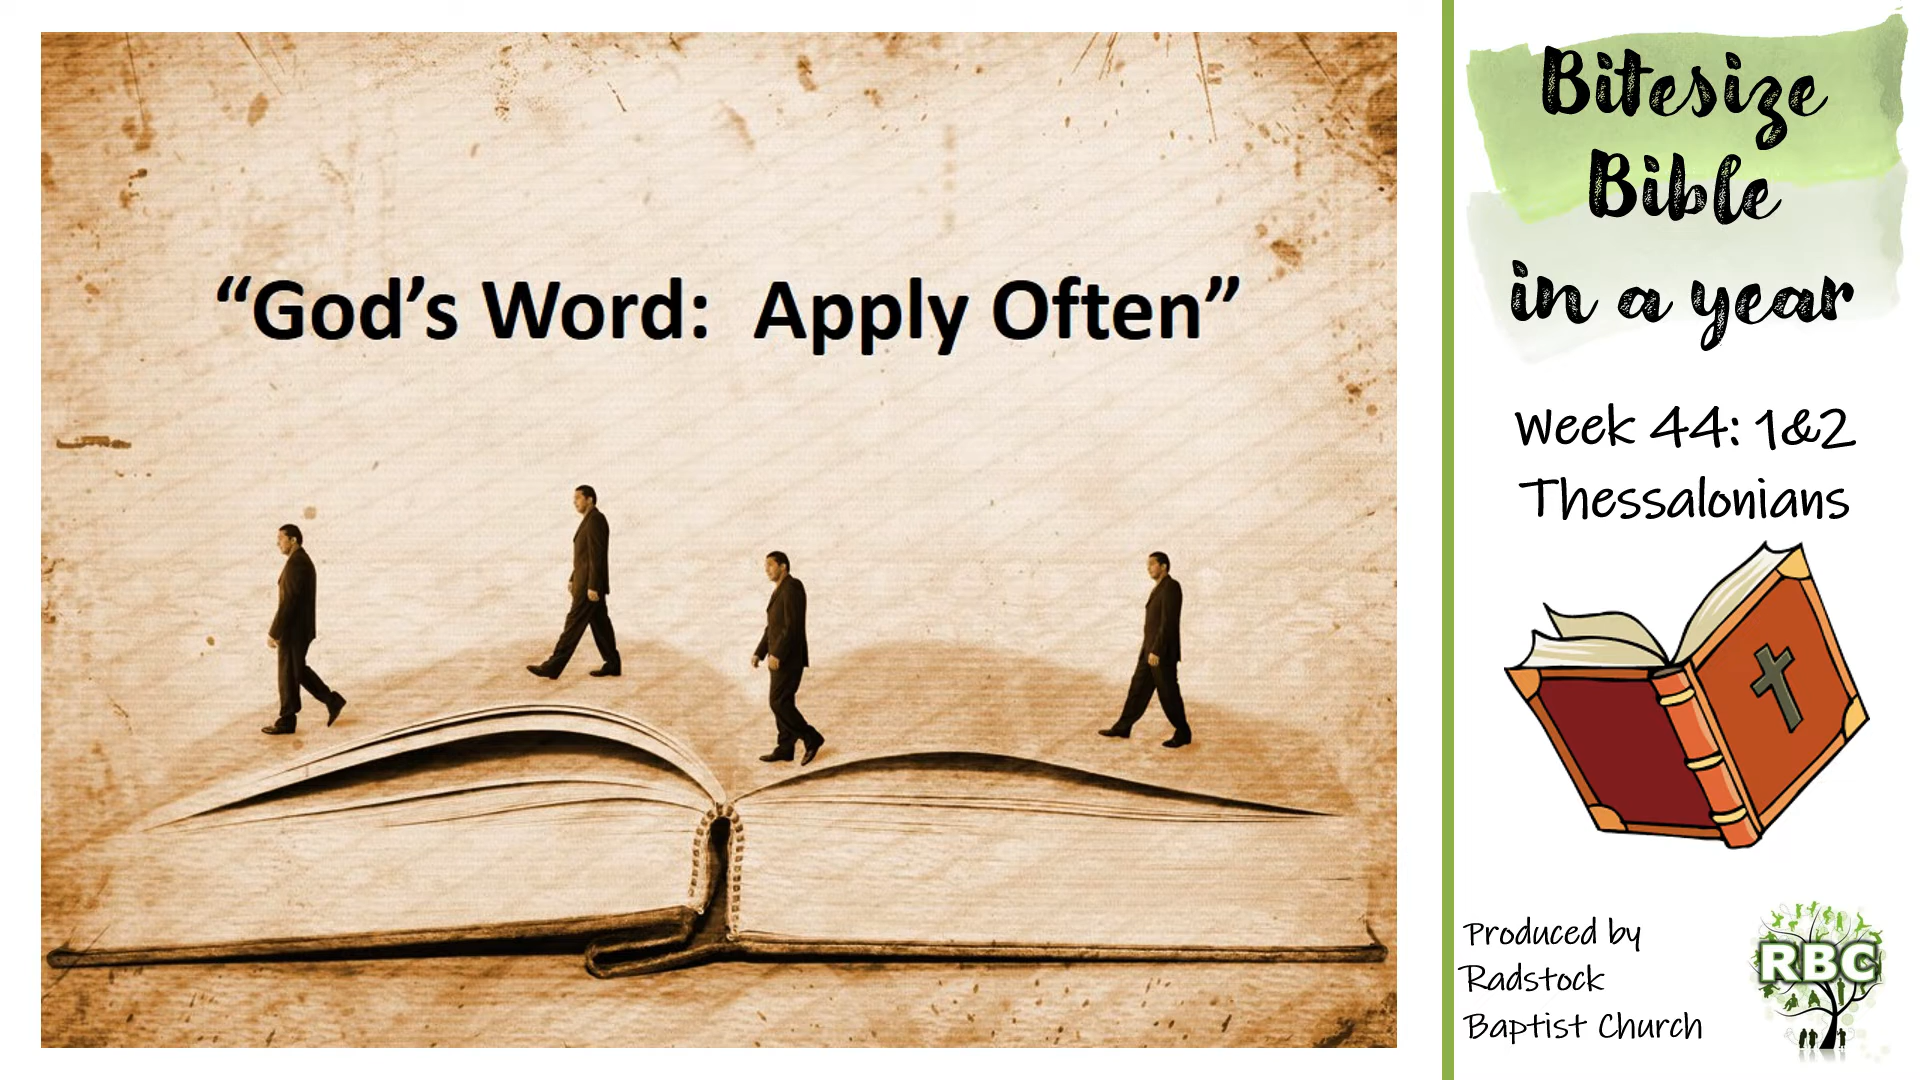 “God’s Word:  Apply Often”
Bitesize
Bible
in a year
Week 44: 1&2
Thessalonians
Produced by
Radstock
Baptist Church
RBC